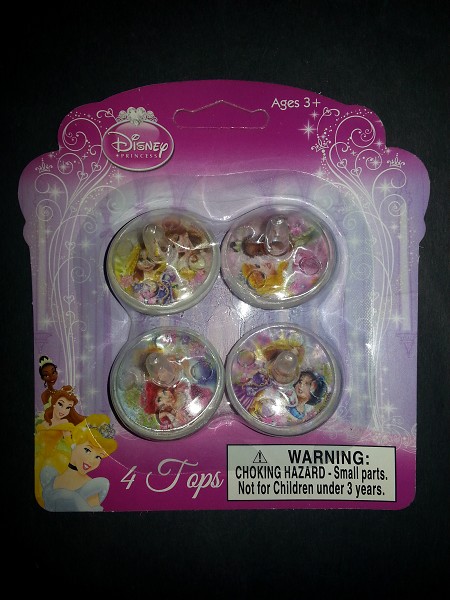 Ages 3+
Disney
PRINCESS
4 Tops
WARNING:
CHOKING HAZARD - Small parts.
Not for Children under 3 years.